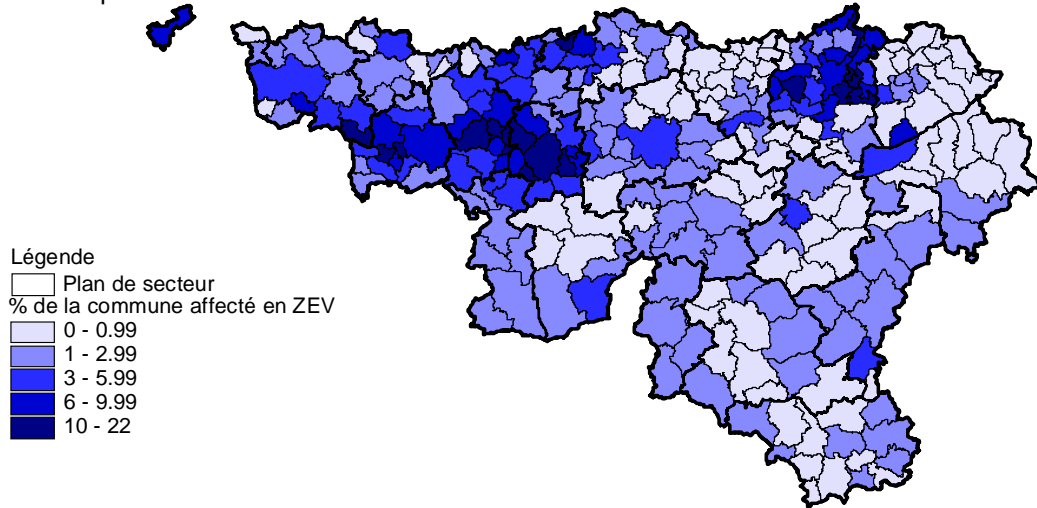 Légende
Plan de secteur
% de la commune affecté en ZEV
0 - 0.99
1 - 2.99
3 - 5.99
6 - 9.99
10 - 22